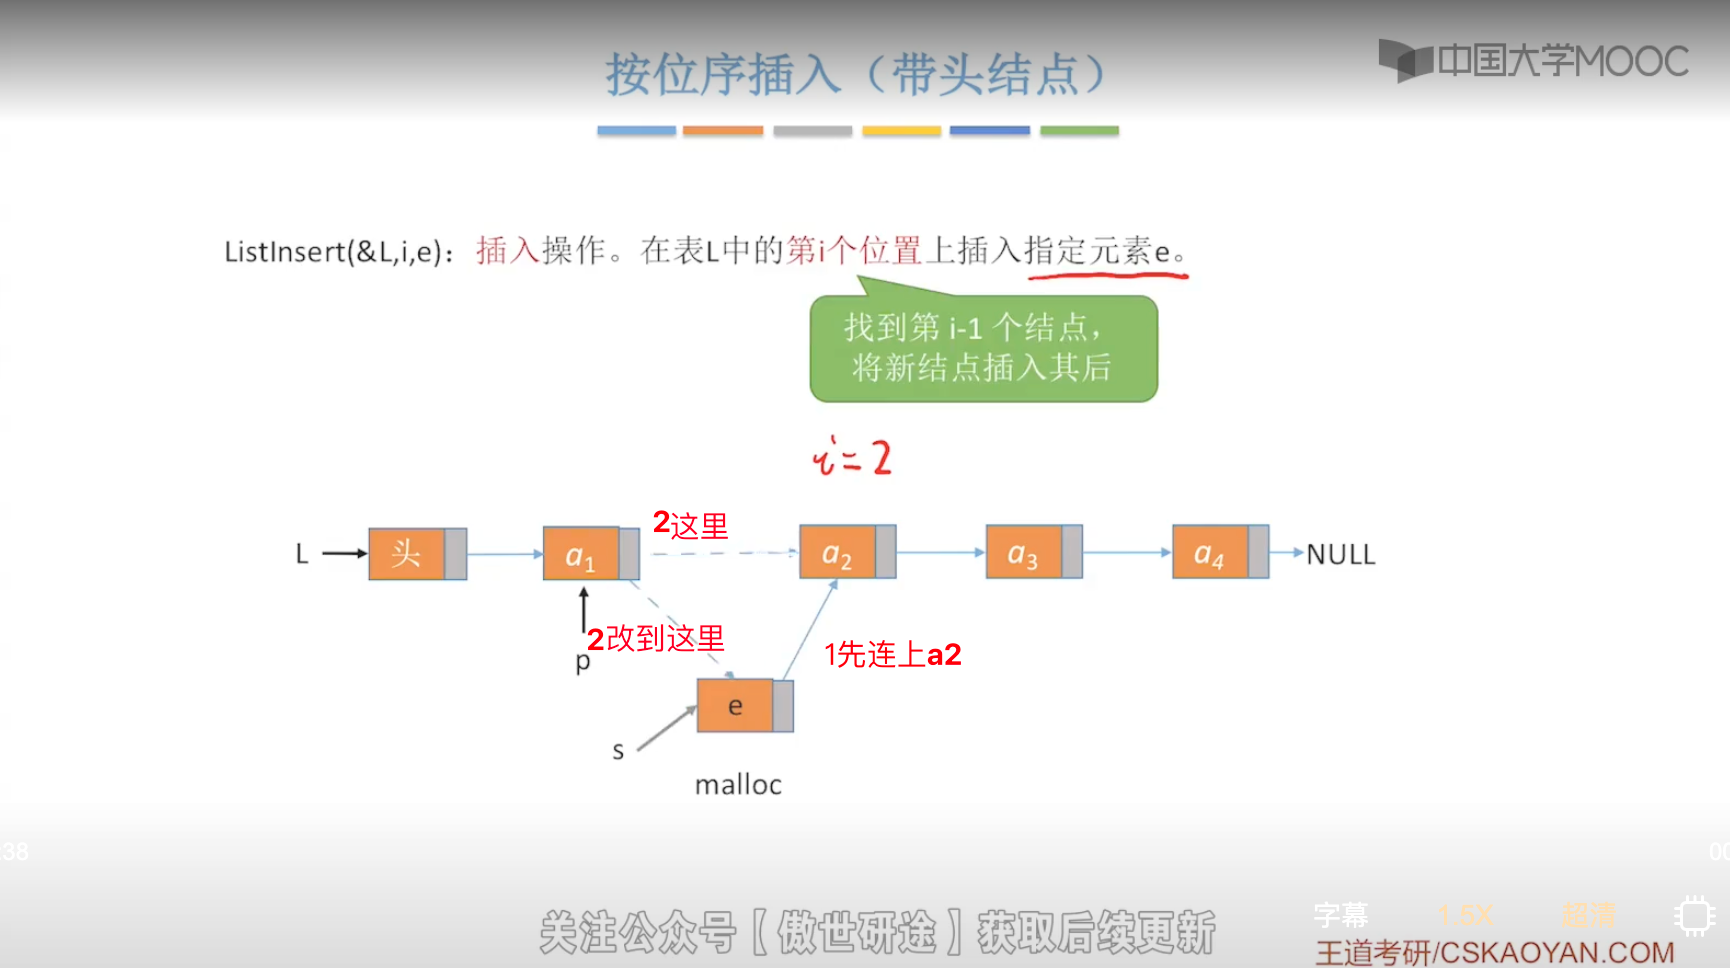 按位序插入（带头结点）
中国大学MOOC
ListInsert(&L,i,e)：插入操作。在表L中的第i个位置上插入指定元素e。
找到第 i-1 个结点，
将新结点插入其后
i=2
2这里
L
头
a1
a2
a3
a4
NULL
2改到这里
1先连上a2
p
e
s
malloc
:38
00
字幕
1.5X
超清
关注公众号【傲世研途】获取后续更新
王道考研/CSKAOYAN.COM